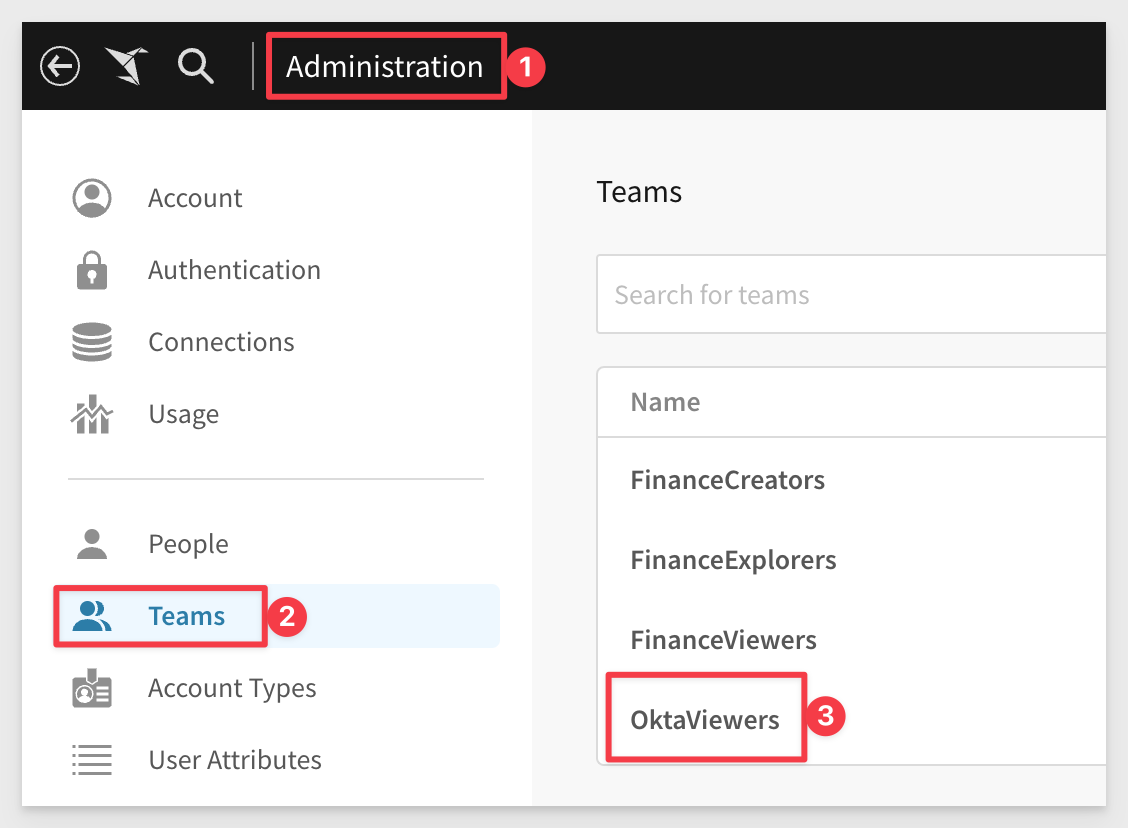 Administration
1
Account
Authentication
Connections
Usage
People
Teams
2
Account Types
User Attributes
Teams
Search for teams
Name
FinanceCreators
FinanceExplorers
FinanceViewers
OktaViewers
3